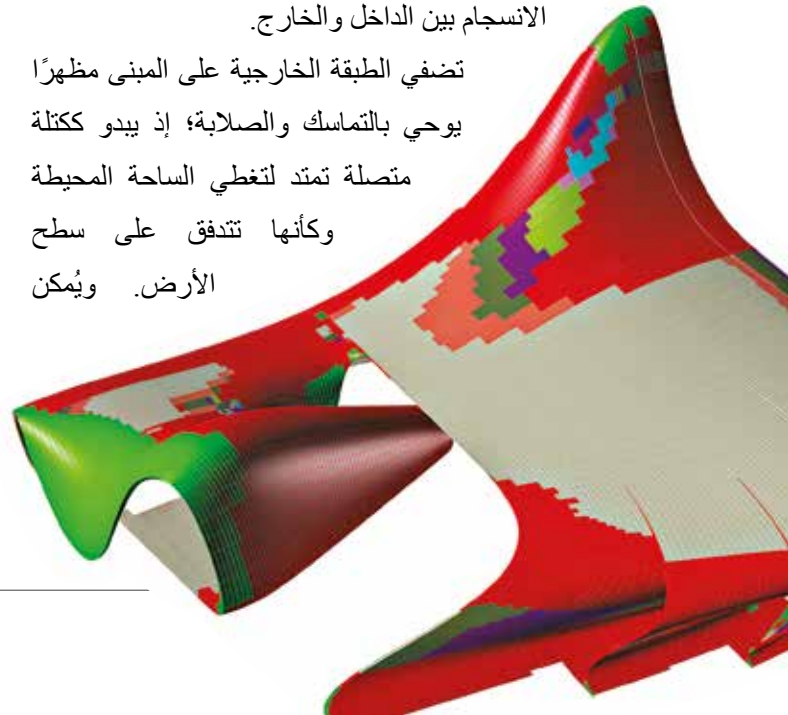 الانسجام بين الداخل والخارج.
تضفي الطبقة الخارجية على المبنى مظهرًا
يوحي بالتماسك والصلابة؛ إذ يبدو ككتلة
متصلة تمتد لتغطي الساحة المحيطة
وكأنها تتدفق على سطح
الأرض. ويُمكن